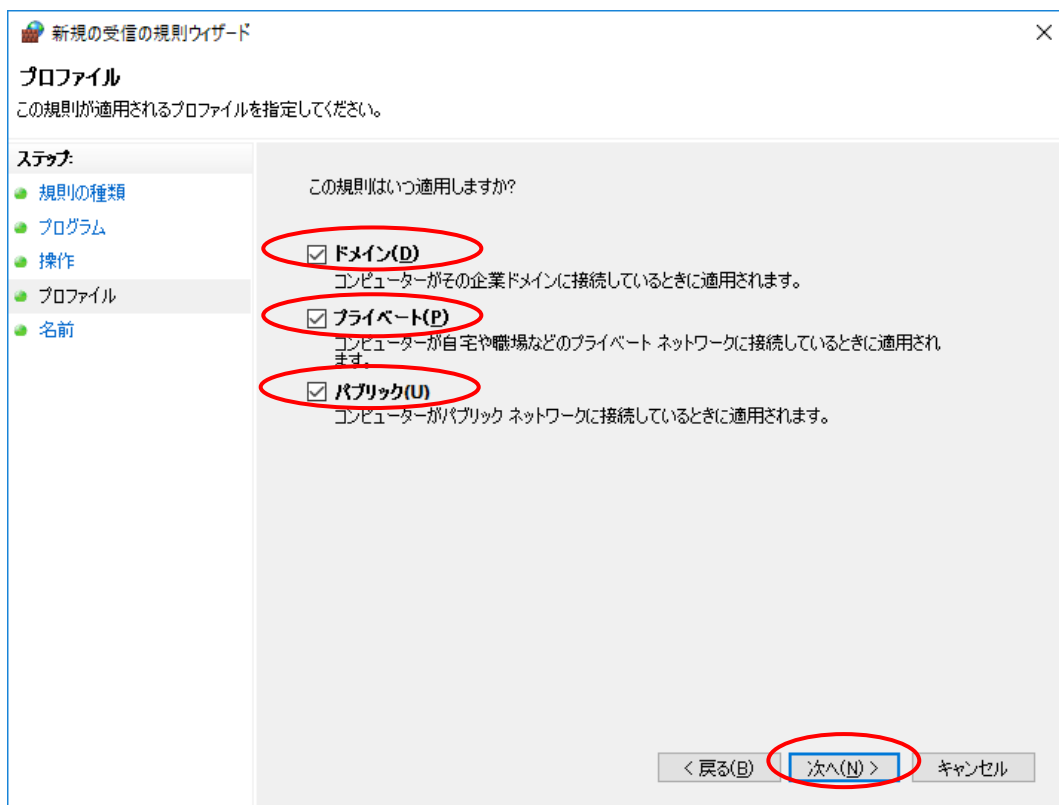 新規の受信の規則ウィザード
プロファイル
この規則が適用されるプロファイルを指定してください。
ステップ:
規則の種類
プログラム
操作
プロファイル
名前
この規則はいつ適用しますか?
ドメイン(D)
コンピューターがその企業ドメインに接続しているときに適用されます。
プライベート(P)
コンピューターが自宅や職場などのプライベート ネットワークに接続しているときに適用され
ます。
パブリック(U)
コンピューターがパブリック ネットワークに接続しているときに適用されます。
< 戻る(B)
次へ(N) >
キャンセル